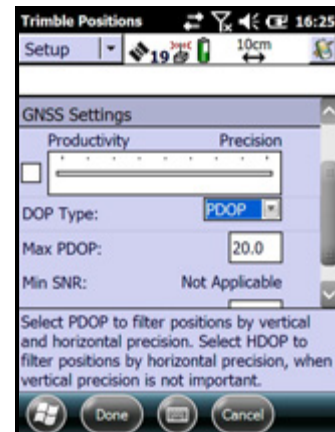 Trimble Positions 16:25
Setup 19 10cm
GNSS Settings
Productivity Precision
DOP Type: PDOP
Max PDOP: 20.0
Min SNR: Not Applicable
Select PDOP to filter positions by vertical
and horizontal precision. Select HDOP to
filter positions by horizontal precision, when
vertical precision is not important.
Done Cancel